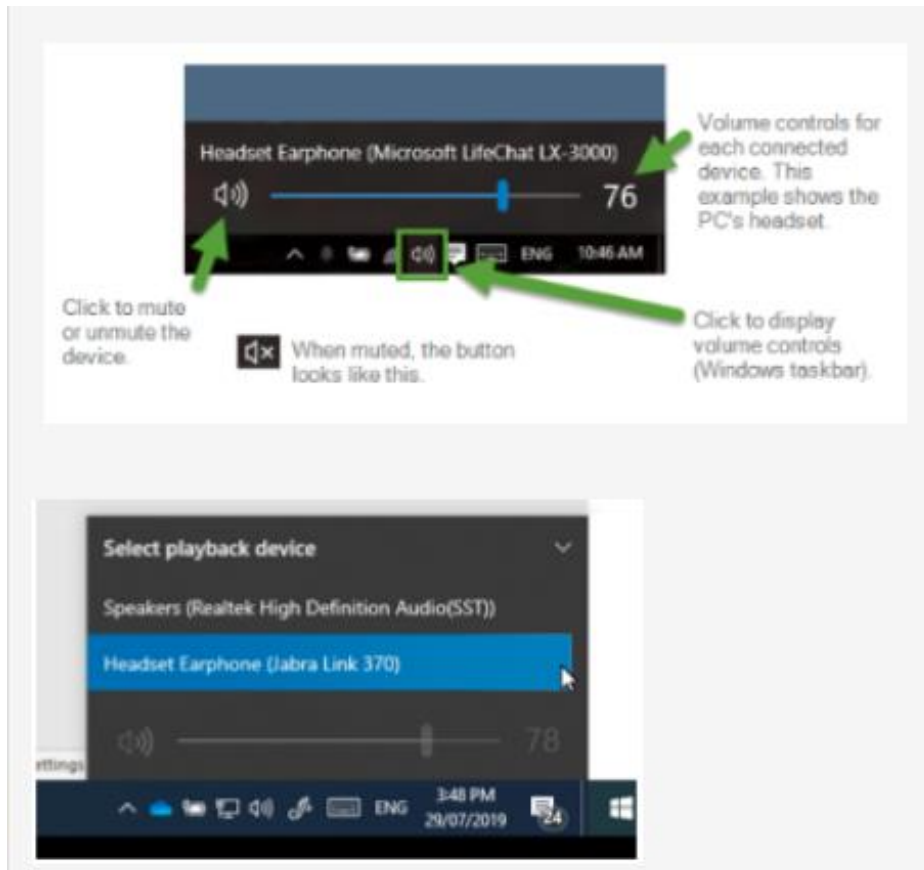 Headset Earphone (Microsoft LifeChat LX-3000)
76
ENG 10:46 AM
Volume controls for
each connected
device. This
example shows the
PC's headset.
Click to mute
or unmute the
device.
When muted, the button
looks like this.
Click to display
volume controls
(Windows taskbar).
Select playback device
Speakers (Realtek High Definition Audio(SST))
Headset Earphone (Jabra Link 370)
78
ettings
ENG
3:48 PM
29/07/2019
24